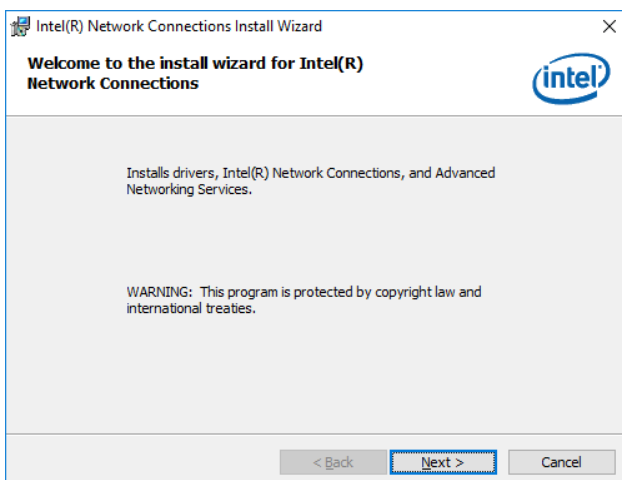 Intel(R) Network Connections Install Wizard
Welcome to the install wizard for Intel(R)
Network Connections
intel
Installs drivers, Intel(R) Network Connections, and Advanced
Networking Services.
WARNING:  This program is protected by copyright law and
international treaties.
< Back
Next >
Cancel